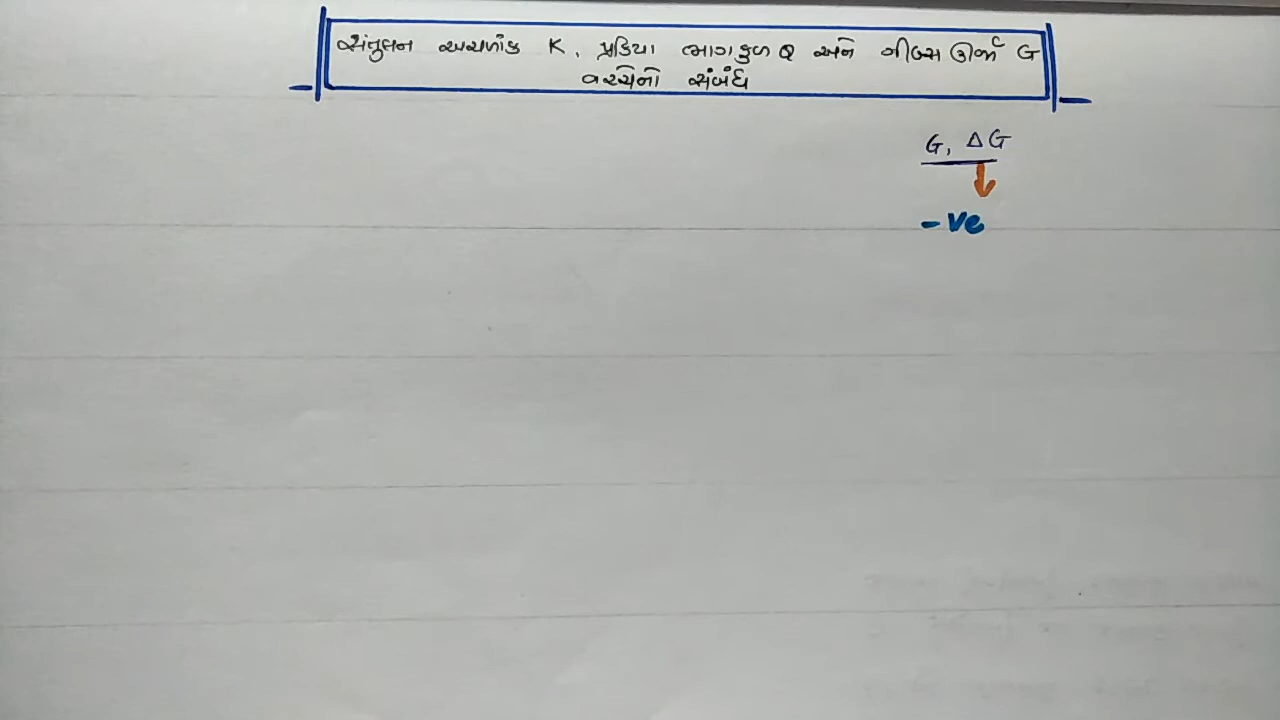 સંતુલન અચળાંક K, પ્રક્રિયા ભાગફળ Q અને ગીબ્સ ઊર્જા G
વચ્ચેનો સંબંધ
G, ΔG
-ve